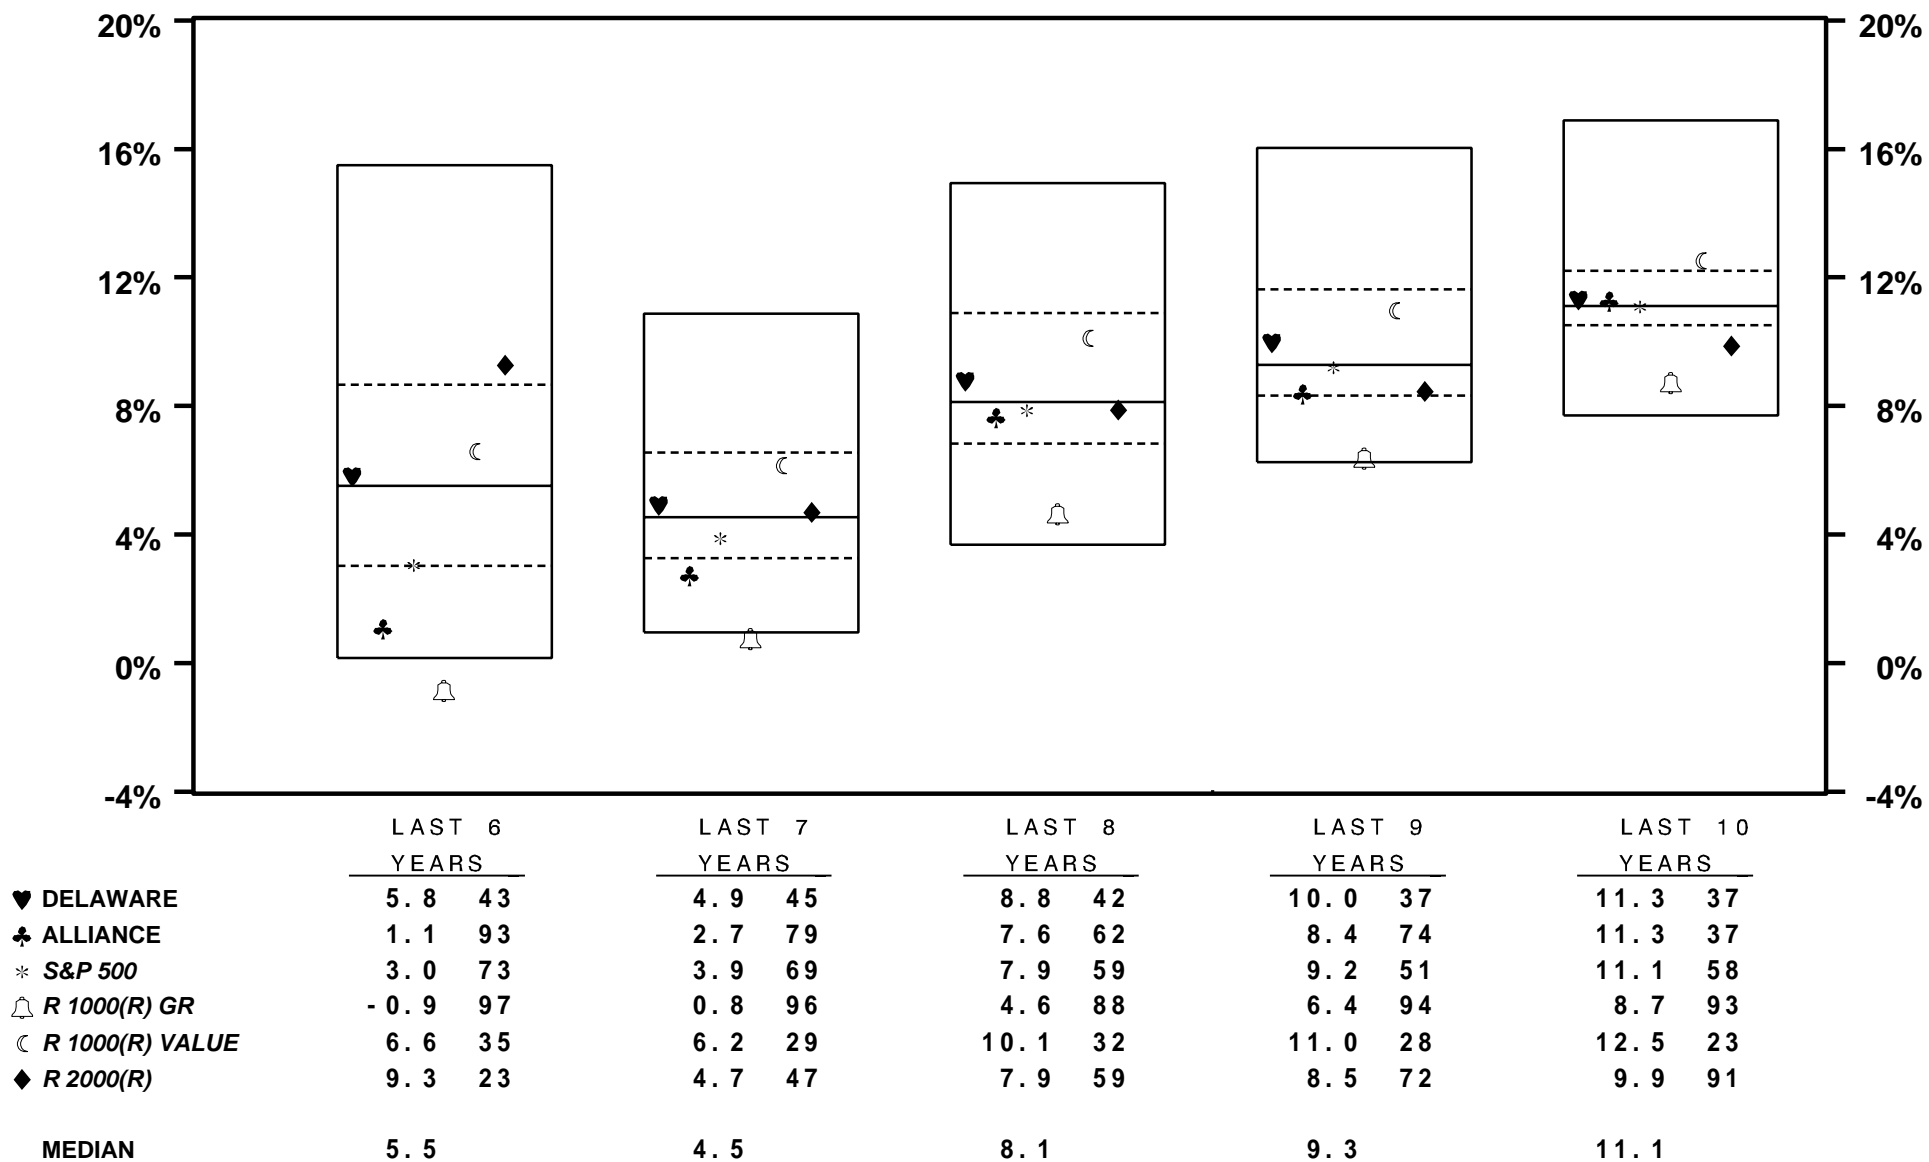 20% 20%
16% 16%
12% 12%
8% 8%
4% 4%
0% 0%
-4% -4%
LAST 6 LAST 7 LAST 8 LAST 9 LAST 10
YEARS YEARS YEARS YEARS YEARS
DELAWARE 5.8 43 4.9 45 8.8 42 10.0 37 11.3 37
ALLIANCE 1.1 93 2.7 79 7.6 62 8.4 74 11.3 37
S&P 500 3.0 73 3.9 69 7.9 59 9.2 51 11.1 58
R 1000(R) GR -0.9 97 0.8 96 4.6 88 6.4 94 8.7 93
R 1000(R) VALUE 6.6 35 6.2 29 10.1 32 11.0 28 12.5 23
R 2000(R) 9.3 23 4.7 47 7.9 59 8.5 72 9.9 91
MEDIAN 5.5 4.5 8.1 9.3 11.1